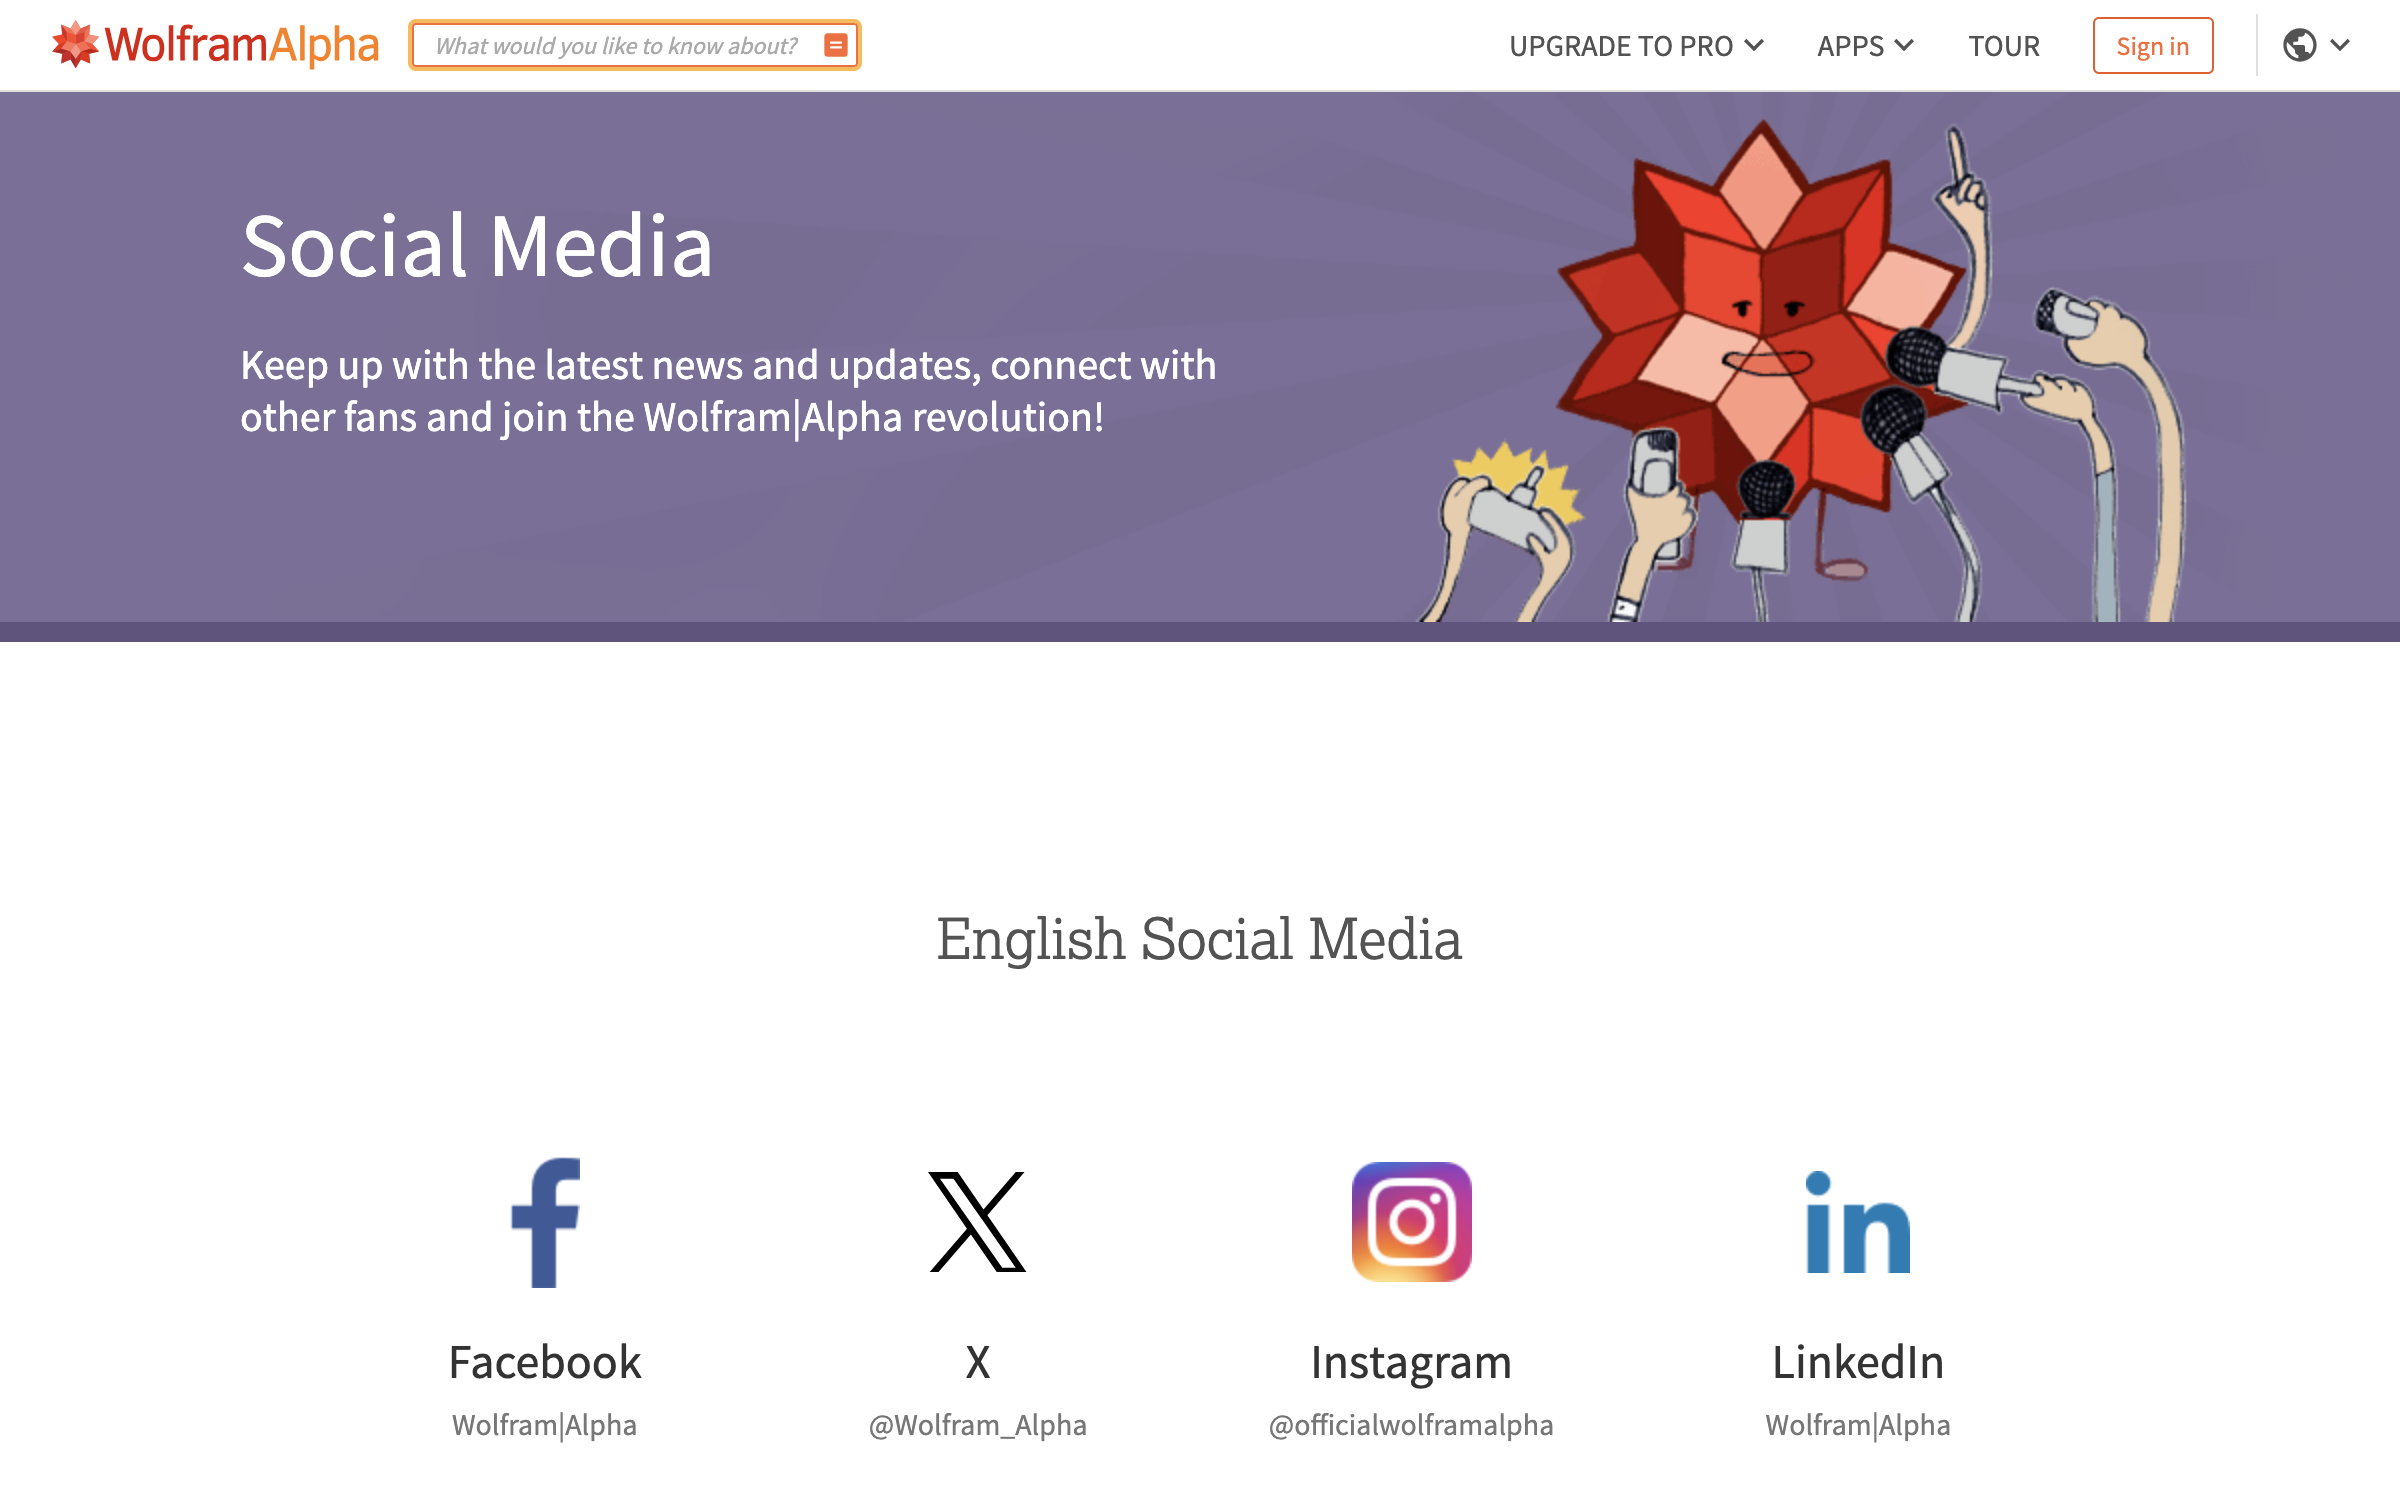 WolframAlpha
What would you like to know about?
UPGRADE TO PRO
APPS
TOUR
Sign in
Social Media
Keep up with the latest news and updates, connect with
other fans and join the Wolfram|Alpha revolution!
English Social Media
Facebook
Wolfram|Alpha
X
@Wolfram_Alpha
Instagram
@officialwolframalpha
LinkedIn
Wolfram|Alpha